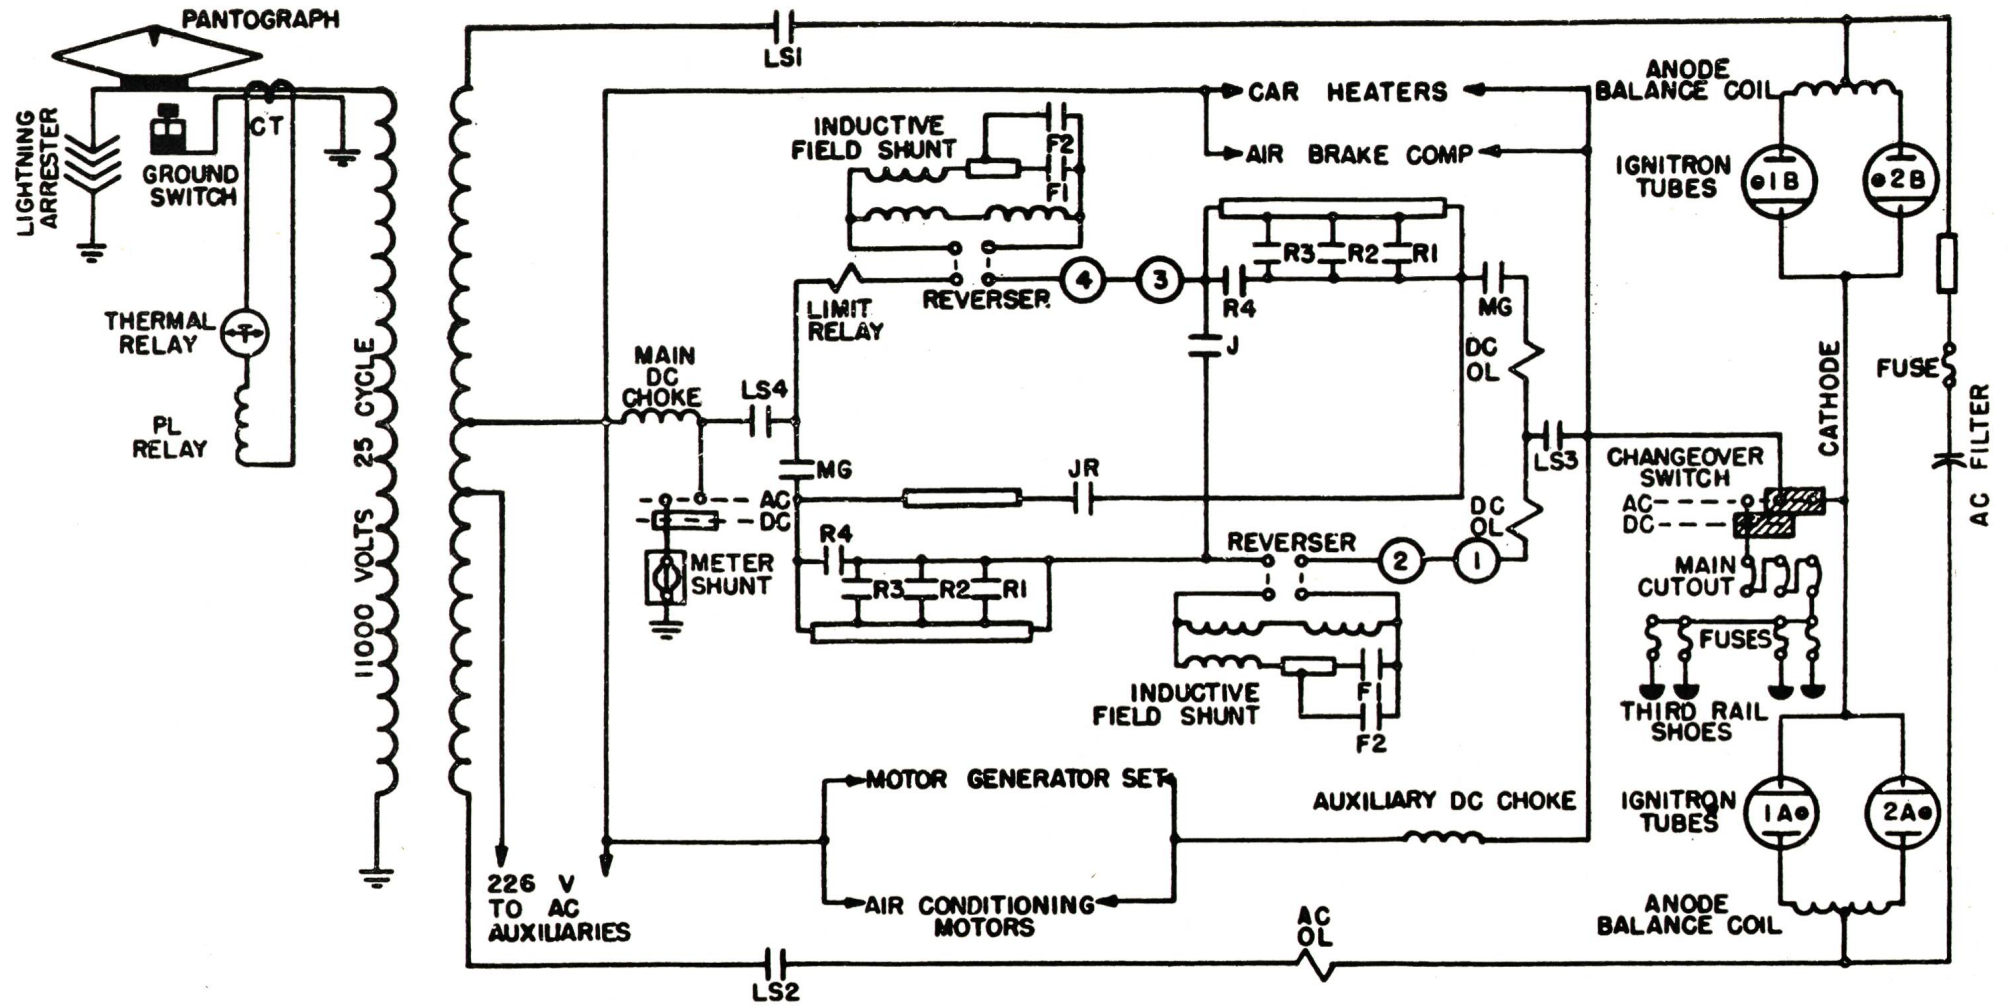 PANTOGRAPH
LIGHTNING
ARRESTER
CT
GROUND
SWITCH
THERMAL
RELAY
T
PL
RELAY
11000 VOLTS 25 CYCLE
226 V
TO AC
AUXILIARIES
LS1
CAR HEATERS
AIR BRAKE COMP
INDUCTIVE
FIELD SHUNT
F2
F1
REVERSER
LIMIT
RELAY
4
3
R4
R3
R2
R1
MG
J
DC
OL
MAIN
DC
CHOKE
LS4
MG
JR
AC
DC
METER
SHUNT
R4
R3
R2
R1
DC
OL
LS3
REVERSER
2
1
INDUCTIVE
FIELD SHUNT
F1
F2
MOTOR GENERATOR SET
AIR CONDITIONING
MOTORS
AUXILIARY DC CHOKE
AC
OL
LS2
ANODE
BALANCE COIL
IGNITRON
TUBES
1B
2B
CATHODE
FUSE
AC FILTER
CHANGEOVER
SWITCH
AC
DC
MAIN
CUTOUT
FUSES
THIRD RAIL
SHOES
IGNITRON
TUBES
1A
2A
ANODE
BALANCE COIL